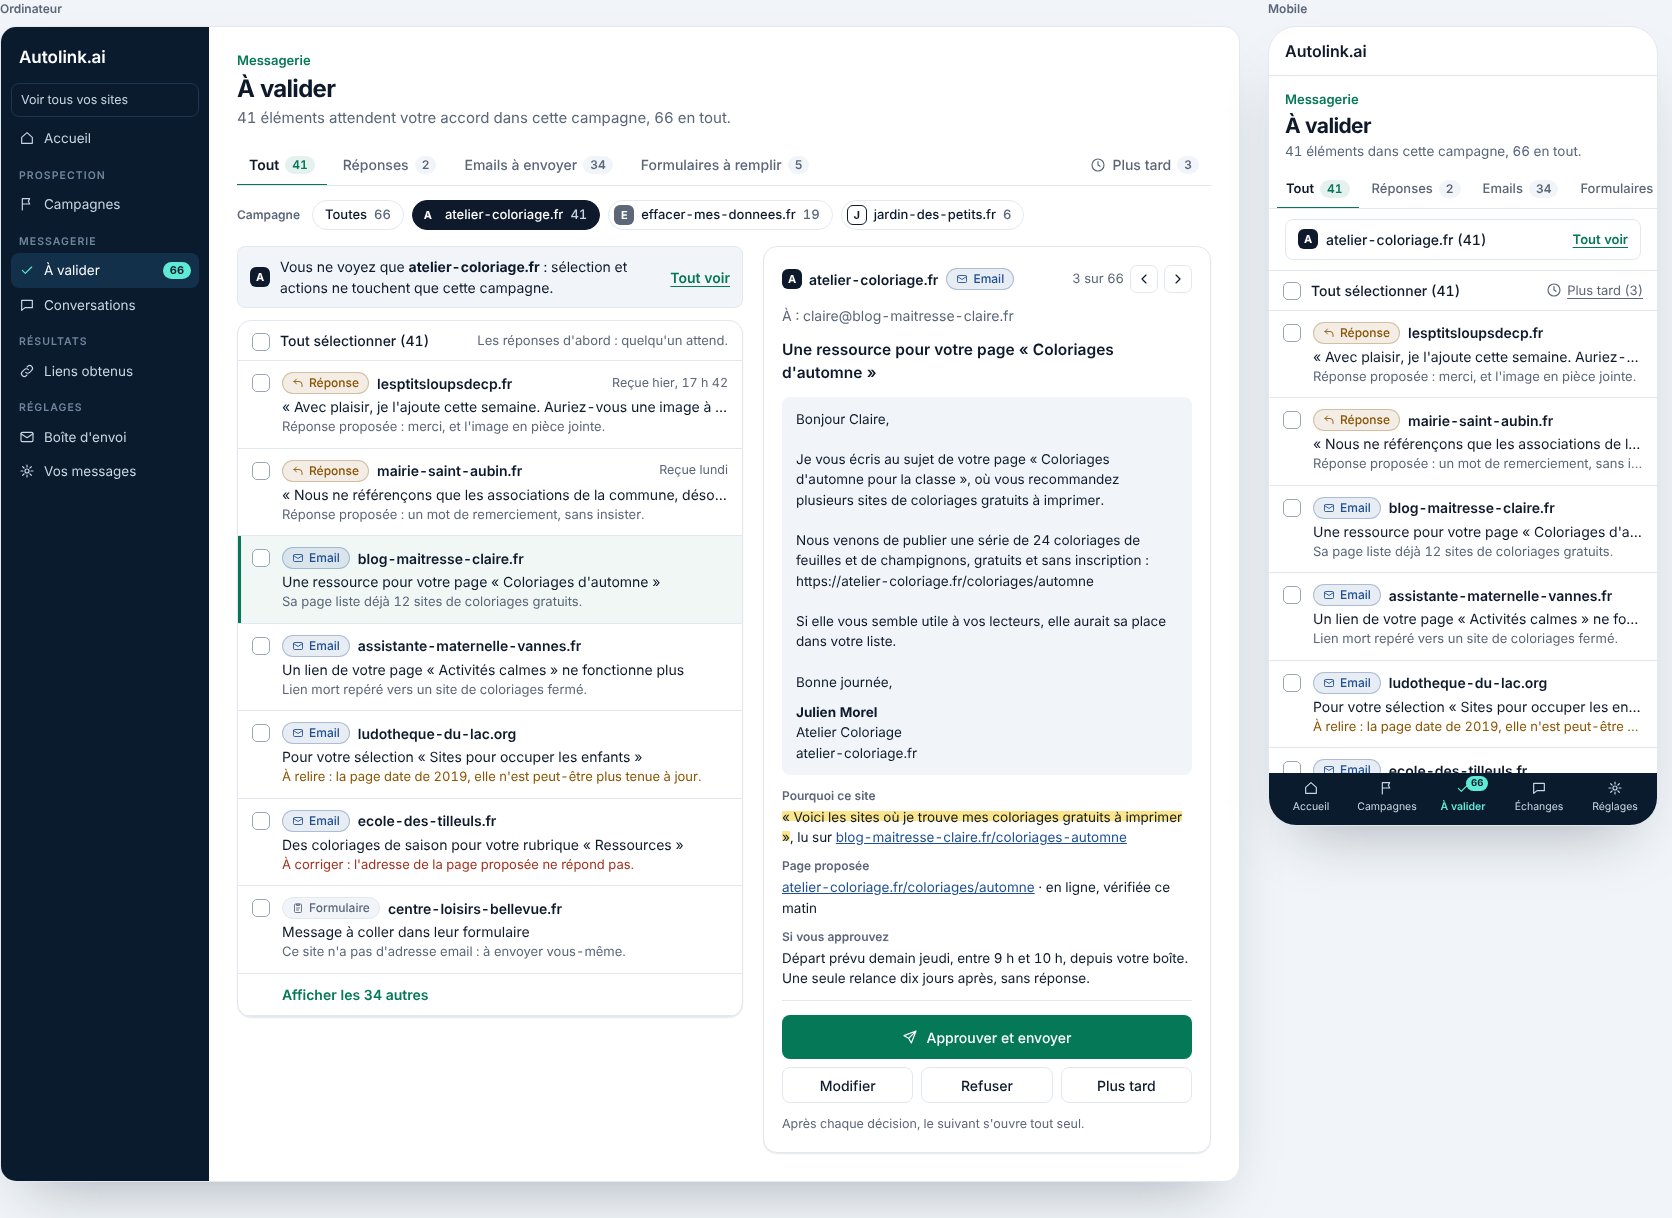 Ordinateur
Autolink.ai
Voir tous vos sites
Accueil
PROSPECTION
Campagnes
MESSAGERIE
À valider 66
Conversations
RÉSULTATS
Liens obtenus
RÉGLAGES
Boîte d'envoi
Vos messages
Messagerie
À valider
41 éléments attendent votre accord dans cette campagne, 66 en tout.
Tout 41 Réponses 2 Emails à envoyer 34 Formulaires à remplir 5 Plus tard 3
Campagne Toutes 66 A atelier-coloriage.fr 41 E effacer-mes-donnees.fr 19 J jardin-des-petits.fr 6
A Vous ne voyez que atelier-coloriage.fr : sélection et
actions ne touchent que cette campagne.
Tout voir
Tout sélectionner (41) Les réponses d'abord : quelqu'un attend.
Réponse lesptitsloupsdecp.fr Reçue hier, 17 h 42
« Avec plaisir, je l'ajoute cette semaine. Auriez-vous une image à ...
Réponse proposée : merci, et l'image en pièce jointe.
Réponse mairie-saint-aubin.fr Reçue lundi
« Nous ne référençons que les associations de la commune, déso...
Réponse proposée : un mot de remerciement, sans insister.
Email blog-maitresse-claire.fr
Une ressource pour votre page « Coloriages d'automne »
Sa page liste déjà 12 sites de coloriages gratuits.
Email assistante-maternelle-vannes.fr
Un lien de votre page « Activités calmes » ne fonctionne plus
Lien mort repéré vers un site de coloriages fermé.
Email ludotheque-du-lac.org
Pour votre sélection « Sites pour occuper les enfants »
À relire : la page date de 2019, elle n'est peut-être plus tenue à jour.
Email ecole-des-tilleuls.fr
Des coloriages de saison pour votre rubrique « Ressources »
À corriger : l'adresse de la page proposée ne répond pas.
Formulaire centre-loisirs-bellevue.fr
Message à coller dans leur formulaire
Ce site n'a pas d'adresse email : à envoyer vous-même.
Afficher les 34 autres
A atelier-coloriage.fr Email 3 sur 66
À : claire@blog-maitresse-claire.fr
Une ressource pour votre page « Coloriages
d'automne »
Bonjour Claire,
Je vous écris au sujet de votre page « Coloriages
d'automne pour la classe », où vous recommandez
plusieurs sites de coloriages gratuits à imprimer.
Nous venons de publier une série de 24 coloriages de
feuilles et de champignons, gratuits et sans inscription :
https://atelier-coloriage.fr/coloriages/automne
Si elle vous semble utile à vos lecteurs, elle aurait sa place
dans votre liste.
Bonne journée,
Julien Morel
Atelier Coloriage
atelier-coloriage.fr
Pourquoi ce site
« Voici les sites où je trouve mes coloriages gratuits à imprimer
», lu sur blog-maitresse-claire.fr/coloriages-automne
Page proposée
atelier-coloriage.fr/coloriages/automne · en ligne, vérifiée ce
matin
Si vous approuvez
Départ prévu demain jeudi, entre 9 h et 10 h, depuis votre boîte.
Une seule relance dix jours après, sans réponse.
Approuver et envoyer
Modifier Refuser Plus tard
Après chaque décision, le suivant s'ouvre tout seul.
Mobile
Autolink.ai
Messagerie
À valider
41 éléments dans cette campagne, 66 en tout.
Tout 41 Réponses 2 Emails 34 Formulaires
A atelier-coloriage.fr (41) Tout voir
Tout sélectionner (41) Plus tard (3)
Réponse lesptitsloupsdecp.fr
« Avec plaisir, je l'ajoute cette semaine. Auriez-...
Réponse proposée : merci, et l'image en pièce jointe.
Réponse mairie-saint-aubin.fr
« Nous ne référençons que les associations de l...
Réponse proposée : un mot de remerciement, sans i...
Email blog-maitresse-claire.fr
Une ressource pour votre page « Coloriages d'a...
Sa page liste déjà 12 sites de coloriages gratuits.
Email assistante-maternelle-vannes.fr
Un lien de votre page « Activités calmes » ne fo...
Lien mort repéré vers un site de coloriages fermé.
Email ludotheque-du-lac.org
Pour votre sélection « Sites pour occuper les en...
À relire : la page date de 2019, elle n'est peut-être ...
Email ecole-des-tilleuls.fr
66
Accueil Campagnes À valider Échanges Réglages